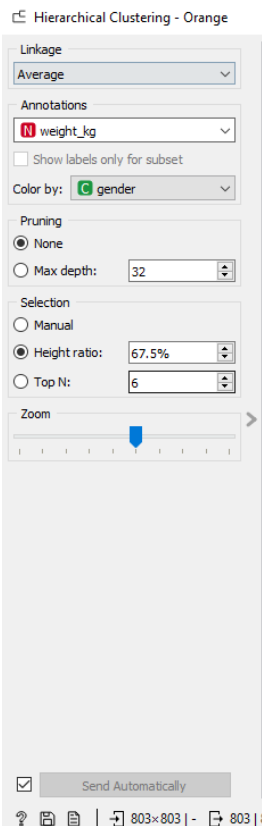 Hierarchical Clustering - Orange
Linkage
Average
Annotations
N weight_kg
Show labels only for subset
Color by: C gender
Pruning
None
Max depth: 32
Selection
Manual
Height ratio: 67.5%
Top N: 6
Zoom
Send Automatically
? 803×803 | - 803 |